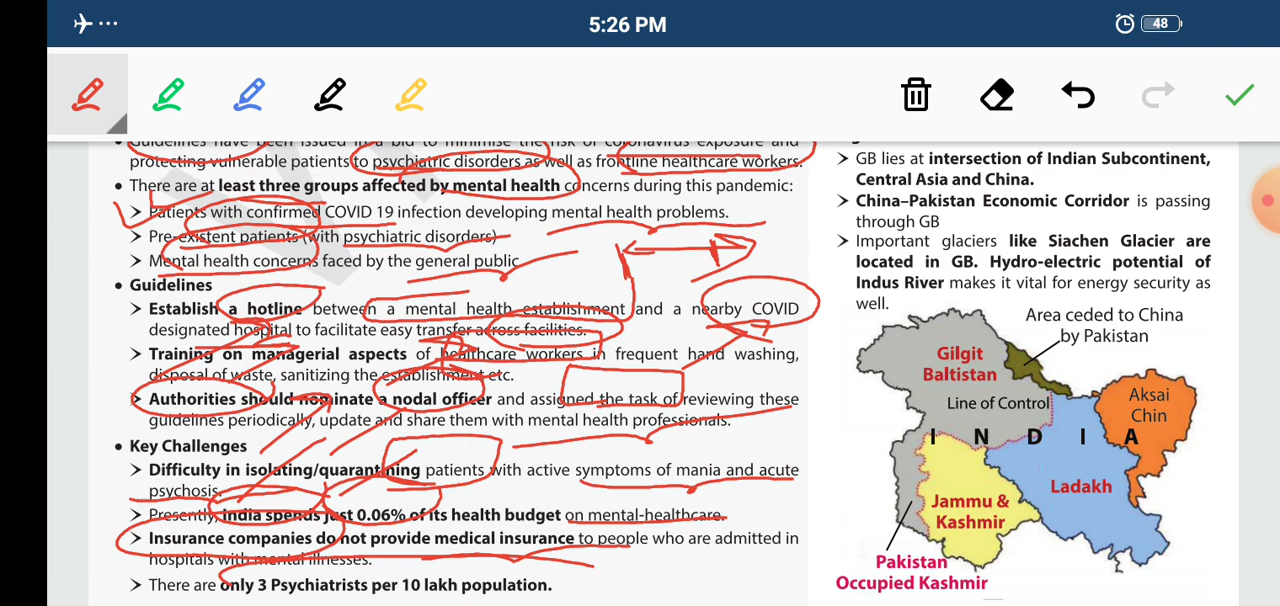 5:26 PM
48
Guidelines have been issued in a bid to minimise the risk of coronavirus exposure and
protecting vulnerable patients to psychiatric disorders as well as frontline healthcare workers.
• There are at least three groups affected by mental health concerns during this pandemic:
➤ Patients with confirmed COVID 19 infection developing mental health problems.
➤ Pre-existent patients (with psychiatric disorders)
➤ Mental health concerns faced by the general public
• Guidelines
➤ Establish a hotline between a mental health establishment and a nearby COVID
designated hospital to facilitate easy transfer across facilities.
➤ Training on managerial aspects of healthcare workers in frequent hand washing,
disposal of waste, sanitizing the establishment etc.
➤ Authorities should nominate a nodal officer and assigned the task of reviewing these
guidelines periodically, update and share them with mental health professionals.
• Key Challenges
➤ Difficulty in isolating/quarantining patients with active symptoms of mania and acute
psychosis.
➤ Presently, India spends just 0.06% of its health budget on mental-healthcare.
➤ Insurance companies do not provide medical insurance to people who are admitted in
hospitals with mental illnesses.
➤ There are only 3 Psychiatrists per 10 lakh population.
➤ GB lies at intersection of Indian Subcontinent,
Central Asia and China.
➤ China–Pakistan Economic Corridor is passing
through GB
➤ Important glaciers like Siachen Glacier are
located in GB. Hydro-electric potential of
Indus River makes it vital for energy security as
well.
Area ceded to China
by Pakistan
Gilgit
Baltistan
Line of Control
Aksai
Chin
I N D I A
Ladakh
Jammu &
Kashmir
Pakistan
Occupied Kashmir